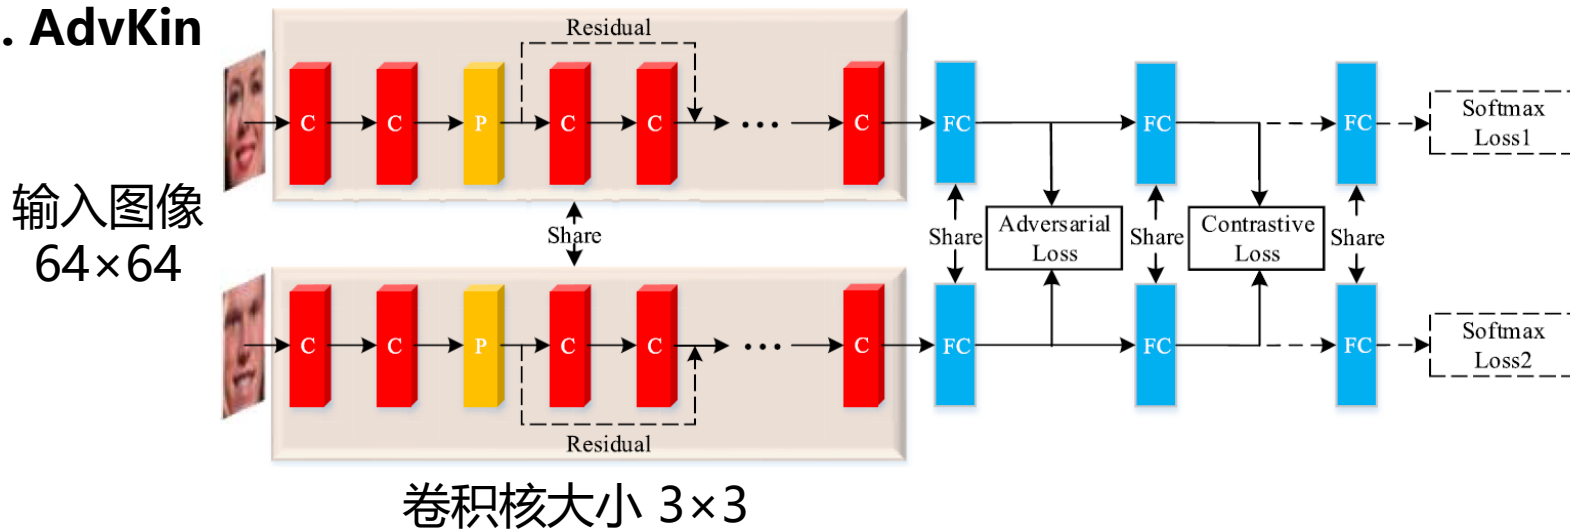 . AdvKin
Residual
C C P C C ··· C FC FC FC
Softmax
Loss1
输入图像
64×64
Share
Share
Adversarial
Loss
Share
Contrastive
Loss
Share
C C P C C ··· C FC FC FC
Softmax
Loss2
Residual
卷积核大小 3×3